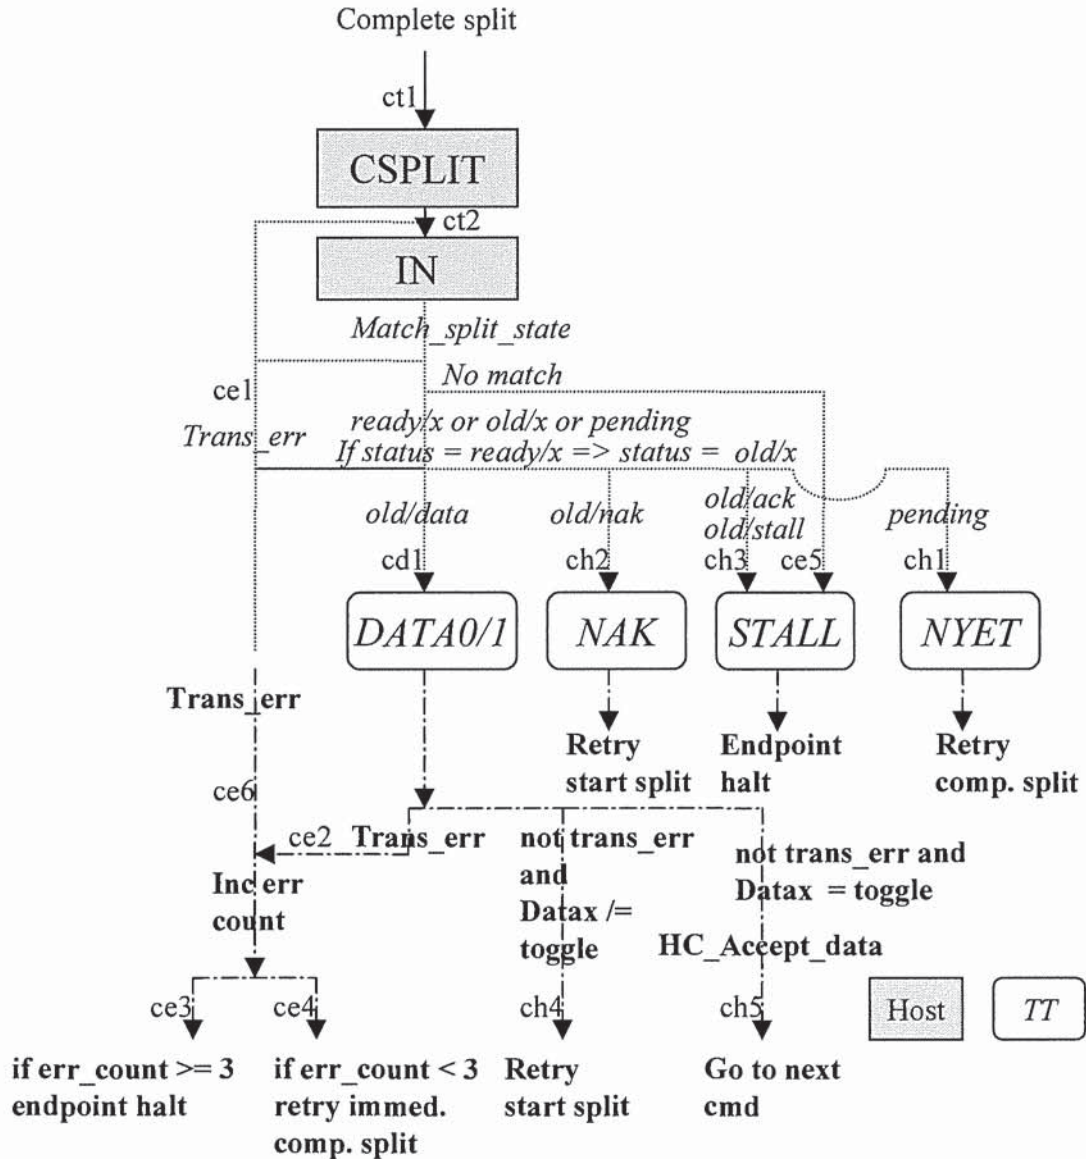 Complete split
ct1
CSPLIT
ct2
IN
Match_split_state
No match
ce1
ready/x or old/x or pending
Trans_err
If status = ready/x => status = old/x
old/data
old/nak
old/ack
old/stall
pending
cd1
ch2
ch3
ce5
ch1
DATA0/1
NAK
STALL
NYET
Trans_err
Retry
start split
Endpoint
halt
Retry
comp. split
ce6
ce2
Trans_err
not trans_err
and
Datax /=
toggle
not trans_err and
Datax = toggle
Inc err
count
HC_Accept_data
ce3
ce4
ch4
ch5
Host
TT
if err_count >= 3
endpoint halt
if err_count < 3
retry immed.
comp. split
Retry
start split
Go to next
cmd